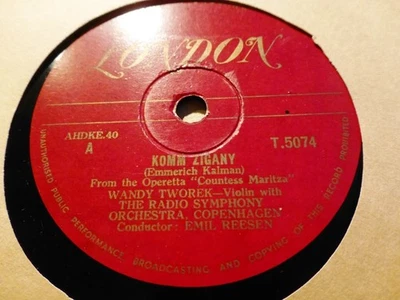 LONDON
AHDKE.40
A
T.5074
KOMM ZIGANY
(Emmerich Kalman)
From the Operetta "Countess Maritza"
WANDY TWOREK—Violin with
THE RADIO SYMPHONY
ORCHESTRA, COPENHAGEN
Conductor : EMIL REESEN
UNAUTHORISED PUBLIC PERFORMANCE, BROADCASTING AND COPYING OF THIS RECORD PROHIBITED